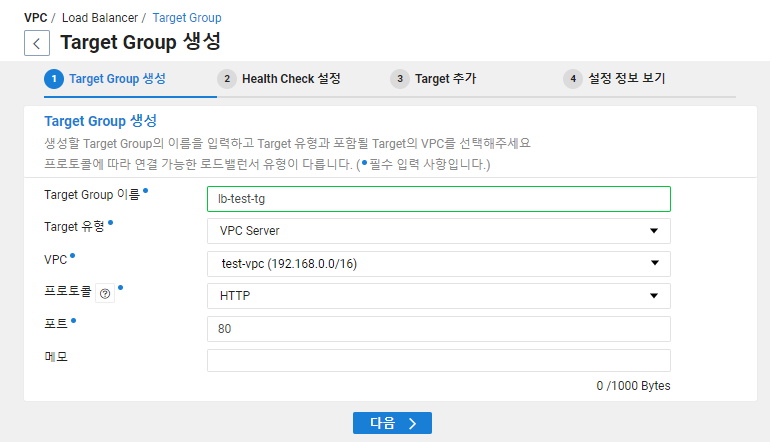 VPC / Load Balancer / Target Group
Target Group 생성
1 Target Group 생성 2 Health Check 설정 3 Target 추가 4 설정 정보 보기
Target Group 생성
생성할 Target Group의 이름을 입력하고 Target 유형과 포함될 Target의 VPC를 선택해주세요
프로토콜에 따라 연결 가능한 로드밸런서 유형이 다릅니다. (•필수 입력 사항입니다.)
Target Group 이름• lb-test-tg
Target 유형• VPC Server
VPC• test-vpc (192.168.0.0/16)
프로토콜 ?• HTTP
포트• 80
메모
0 /1000 Bytes
다음